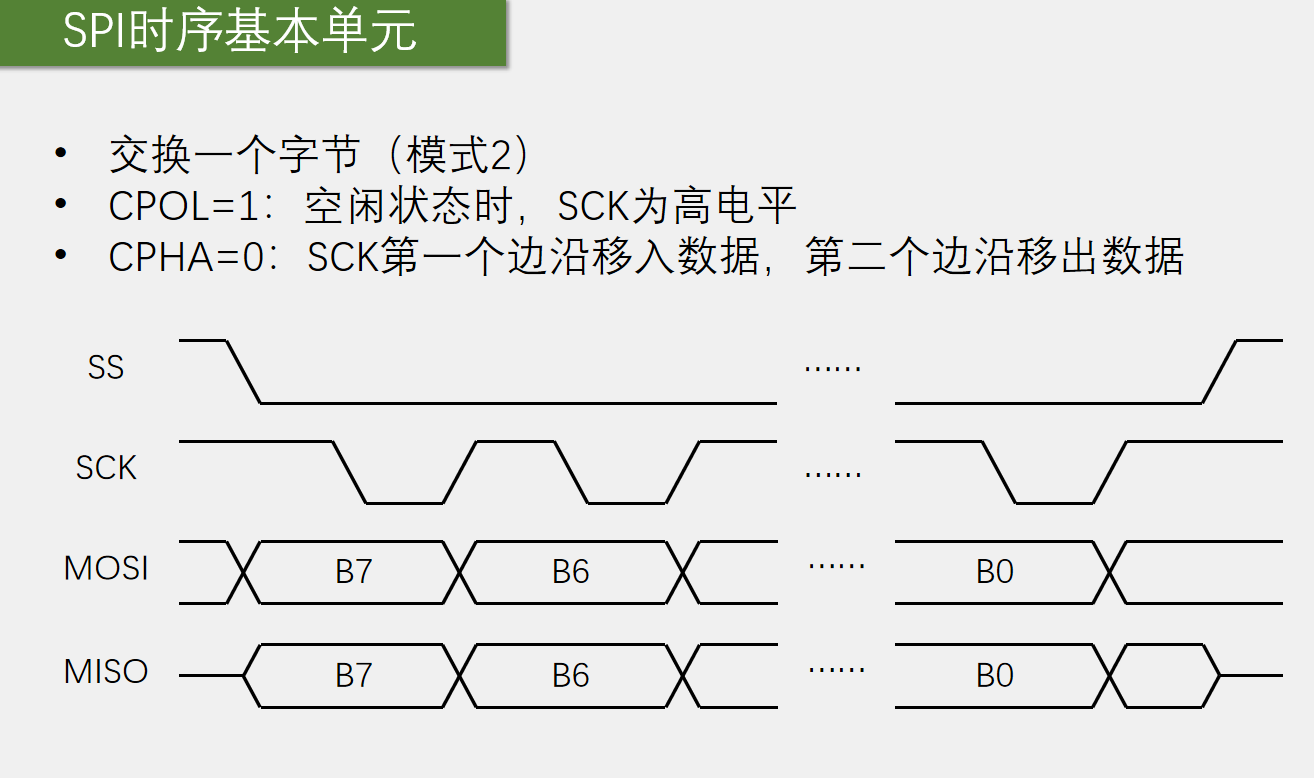 SPI时序基本单元
• 交换一个字节（模式2）
• CPOL=1：空闲状态时，SCK为高电平
• CPHA=0：SCK第一个边沿移入数据，第二个边沿移出数据
SS ……
SCK ……
MOSI B7 B6 …… B0
MISO B7 B6 …… B0